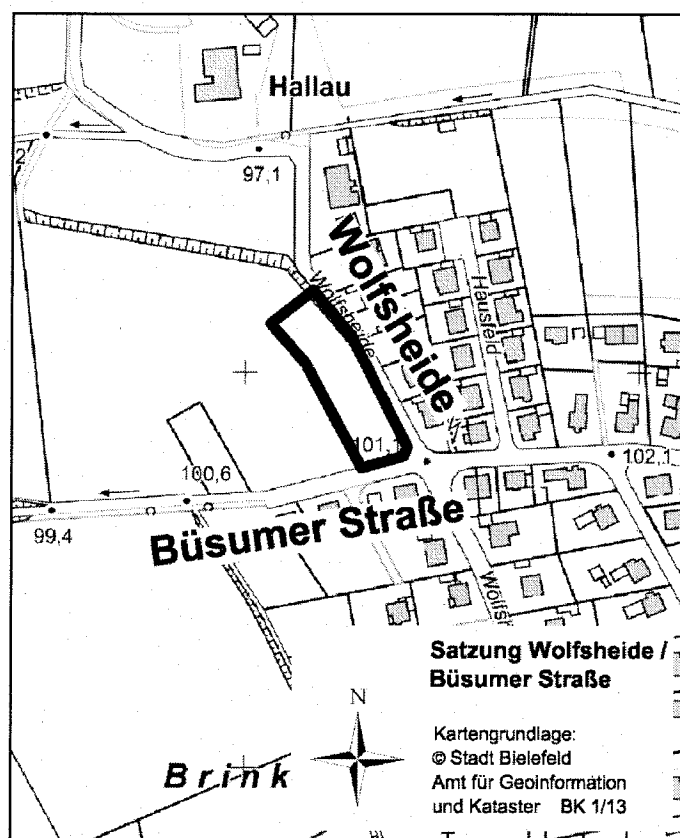 Hallau
97,1
2
Wolfsheide
Wolfsheide
Hausfeld
101,1
102,1
100,6
99,4
Büsumer Straße
Satzung Wolfsheide /
Büsumer Straße
N
Kartengrundlage:
© Stadt Bielefeld
Amt für Geoinformation
und Kataster BK 1/13
Brink